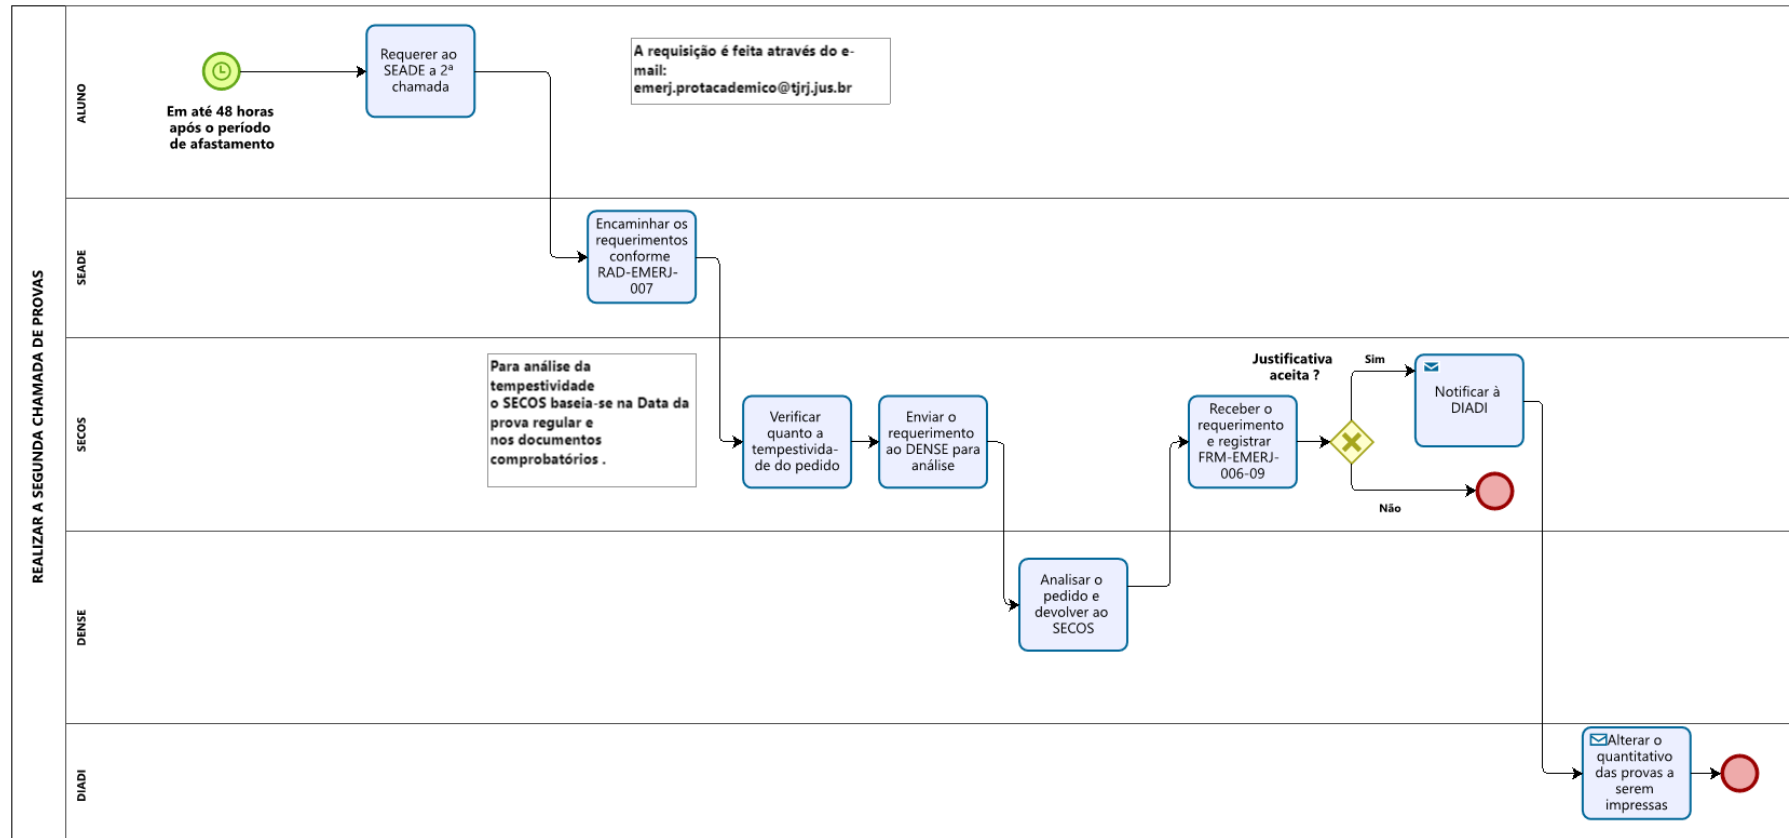 REALIZAR A SEGUNDA CHAMADA DE PROVAS
ALUNO
Em até 48 horas
após o período
de afastamento
Requerer ao
SEADE a 2ª
chamada
A requisição é feita através do e-
mail:
emerj.protacademico@tjrj.jus.br
SEADE
Encaminhar os
requerimentos
conforme
RAD-EMERJ-
007
SECOS
Para análise da
tempestividade
o SECOS baseia-se na Data da
prova regular e
nos documentos
comprobatórios .
Verificar
quanto a
tempestivida-
de do pedido
Enviar o
requerimento
ao DENSE para
análise
Receber o
requerimento
e registrar
FRM-EMERJ-
006-09
Justificativa
aceita ?
Sim
Não
Notificar à
DIADI
DENSE
Analisar o
pedido e
devolver ao
SECOS
DIADI
Alterar o
quantitativo
das provas a
serem
impressas